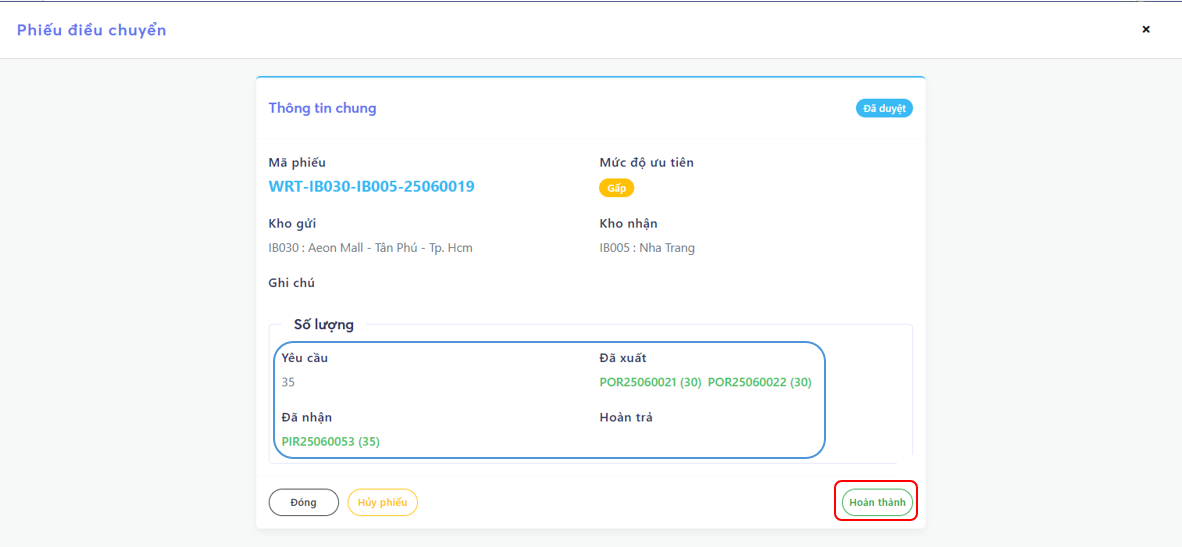 Phiếu điều chuyển
×
Thông tin chung
Đã duyệt
Mã phiếu
Mức độ ưu tiên
WRT-IB030-IB005-25060019
Gấp
Kho gửi
Kho nhận
IB030 : Aeon Mall - Tân Phú - Tp. Hcm
IB005 : Nha Trang
Ghi chú
Số lượng
Yêu cầu
Đã xuất
35
POR25060021 (30) POR25060022 (30)
Đã nhận
Hoàn trả
PIR25060053 (35)
Đóng
Hủy phiếu
Hoàn thành